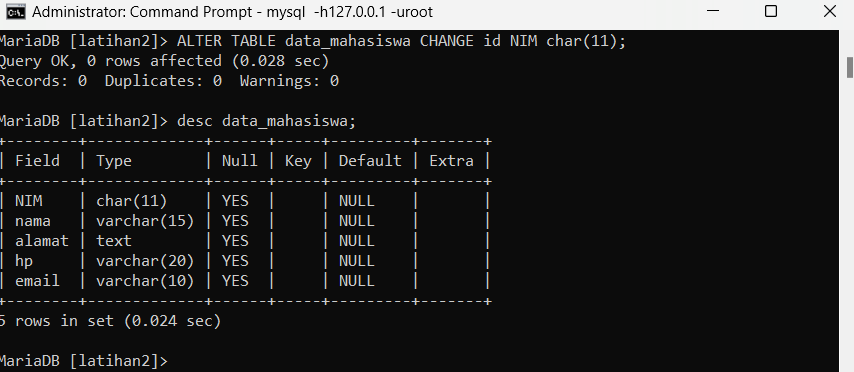 Administrator: Command Prompt - mysql -h127.0.0.1 -uroot
MariaDB [latihan2]> ALTER TABLE data_mahasiswa CHANGE id NIM char(11);
Query OK, 0 rows affected (0.028 sec)
Records: 0  Duplicates: 0  Warnings: 0
MariaDB [latihan2]> desc data_mahasiswa;
+--------+-------------+------+-----+---------+-------+
| Field  | Type        | Null | Key | Default | Extra |
+--------+-------------+------+-----+---------+-------+
| NIM    | char(11)    | YES  |     | NULL    |       |
| nama   | varchar(15) | YES  |     | NULL    |       |
| alamat | text        | YES  |     | NULL    |       |
| hp     | varchar(20) | YES  |     | NULL    |       |
| email  | varchar(10) | YES  |     | NULL    |       |
+--------+-------------+------+-----+---------+-------+
5 rows in set (0.024 sec)
MariaDB [latihan2]>